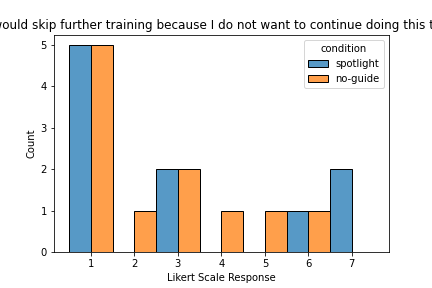 would skip further training because I do not want to continue doing this
condition
spotlight
no-guide
Count
5
4
3
2
1
0
1
2
3
4
5
6
7
Likert Scale Response